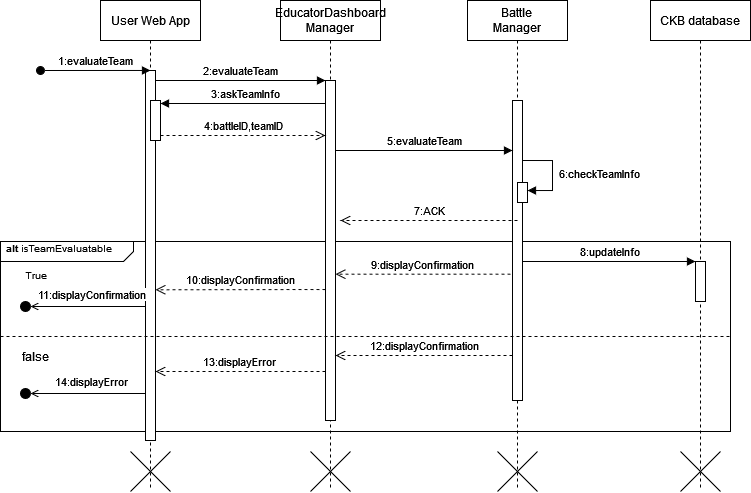 User Web App
EducatorDashboard
Manager
Battle
Manager
CKB database
1:evaluateTeam
2:evaluateTeam
3:askTeamInfo
4:battleID,teamID
5:evaluateTeam
6:checkTeamInfo
7:ACK
alt isTeamEvaluatable
8:updateInfo
True
9:displayConfirmation
10:displayConfirmation
11:displayConfirmation
false
12:displayConfirmation
13:displayError
14:displayError